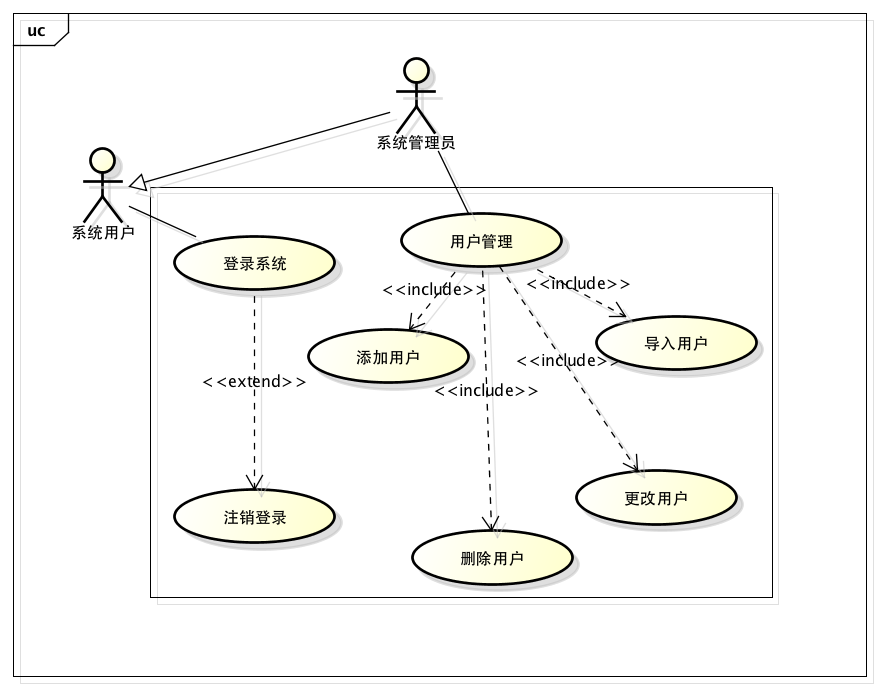 uc
系统管理员
系统用户
用户管理
登录系统
<<include>>
<<include>>
添加用户
导入用户
<<include>>
<<extend>>
<<include>>
更改用户
注销登录
删除用户